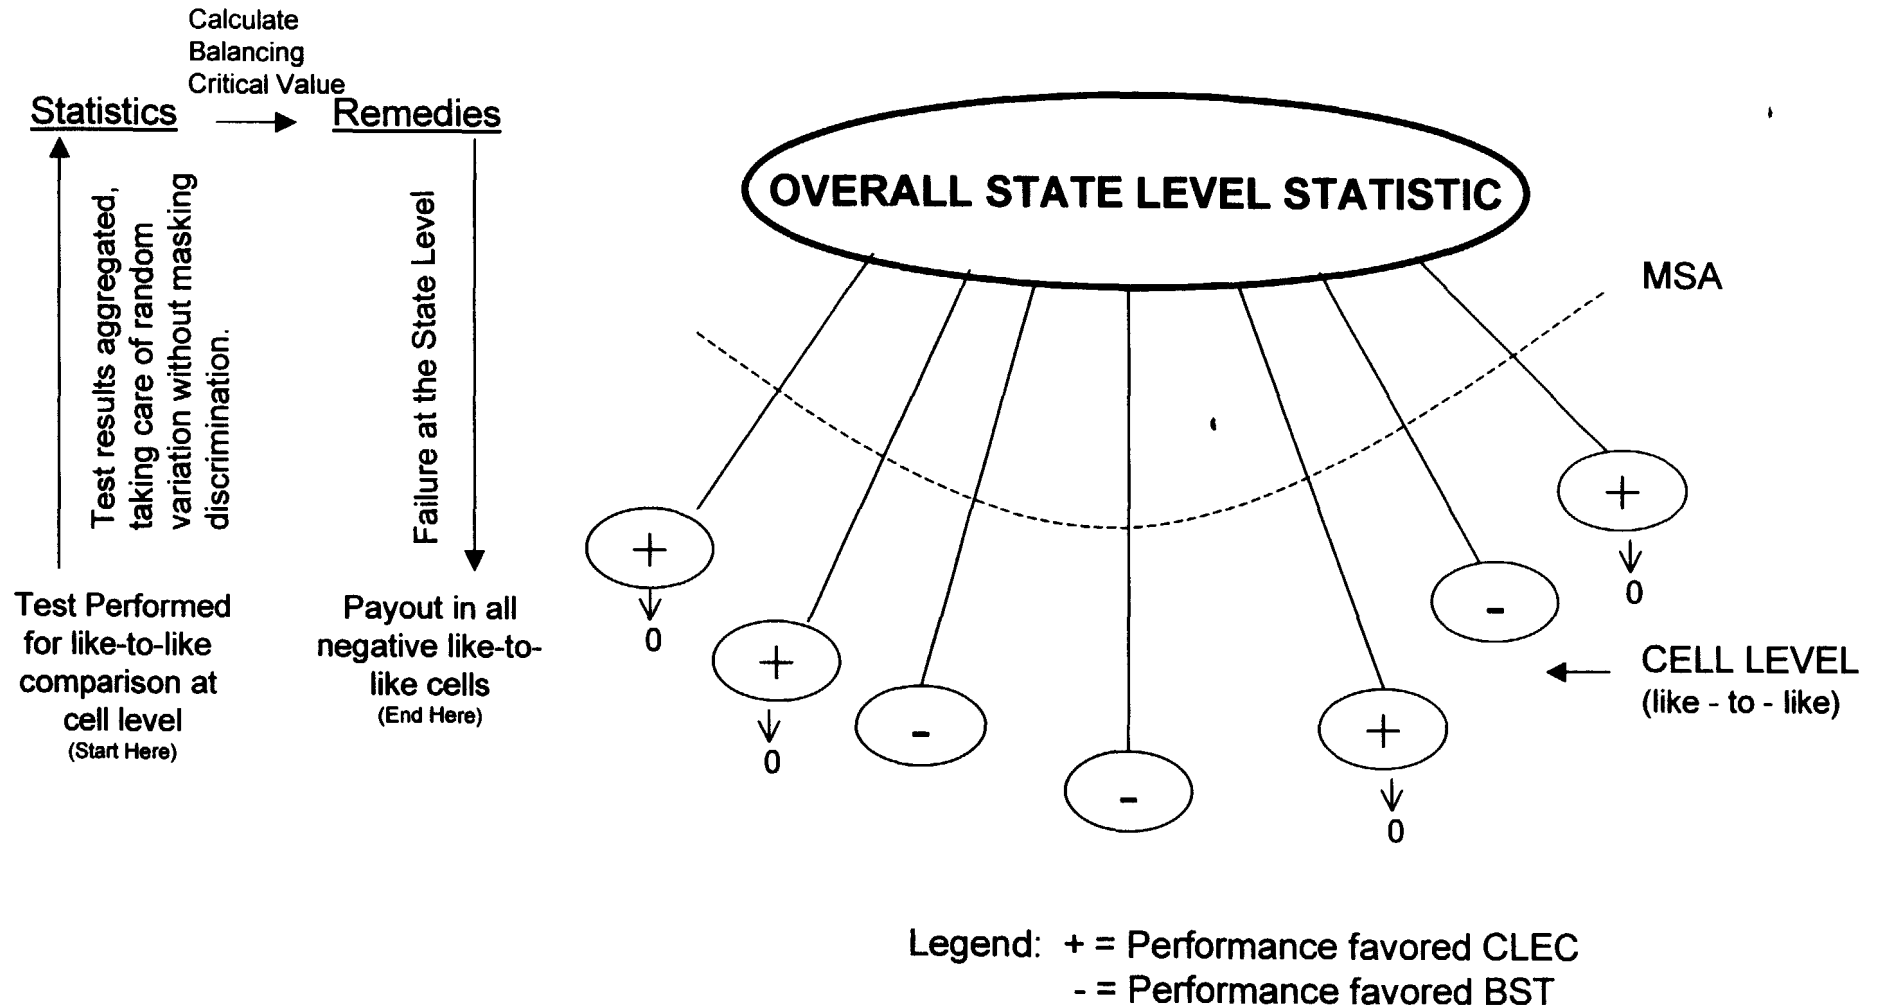 Calculate
Balancing
Critical Value
Statistics
Remedies
Test results aggregated,
taking care of random
variation without masking
discrimination.
Failure at the State Level
Test Performed
for like-to-like
comparison at
cell level
(Start Here)
Payout in all
negative like-to-
like cells
(End Here)
OVERALL STATE LEVEL STATISTIC
MSA
+
0
+
0
-
-
+
0
-
+
0
CELL LEVEL
(like - to - like)
Legend: + = Performance favored CLEC
- = Performance favored BST